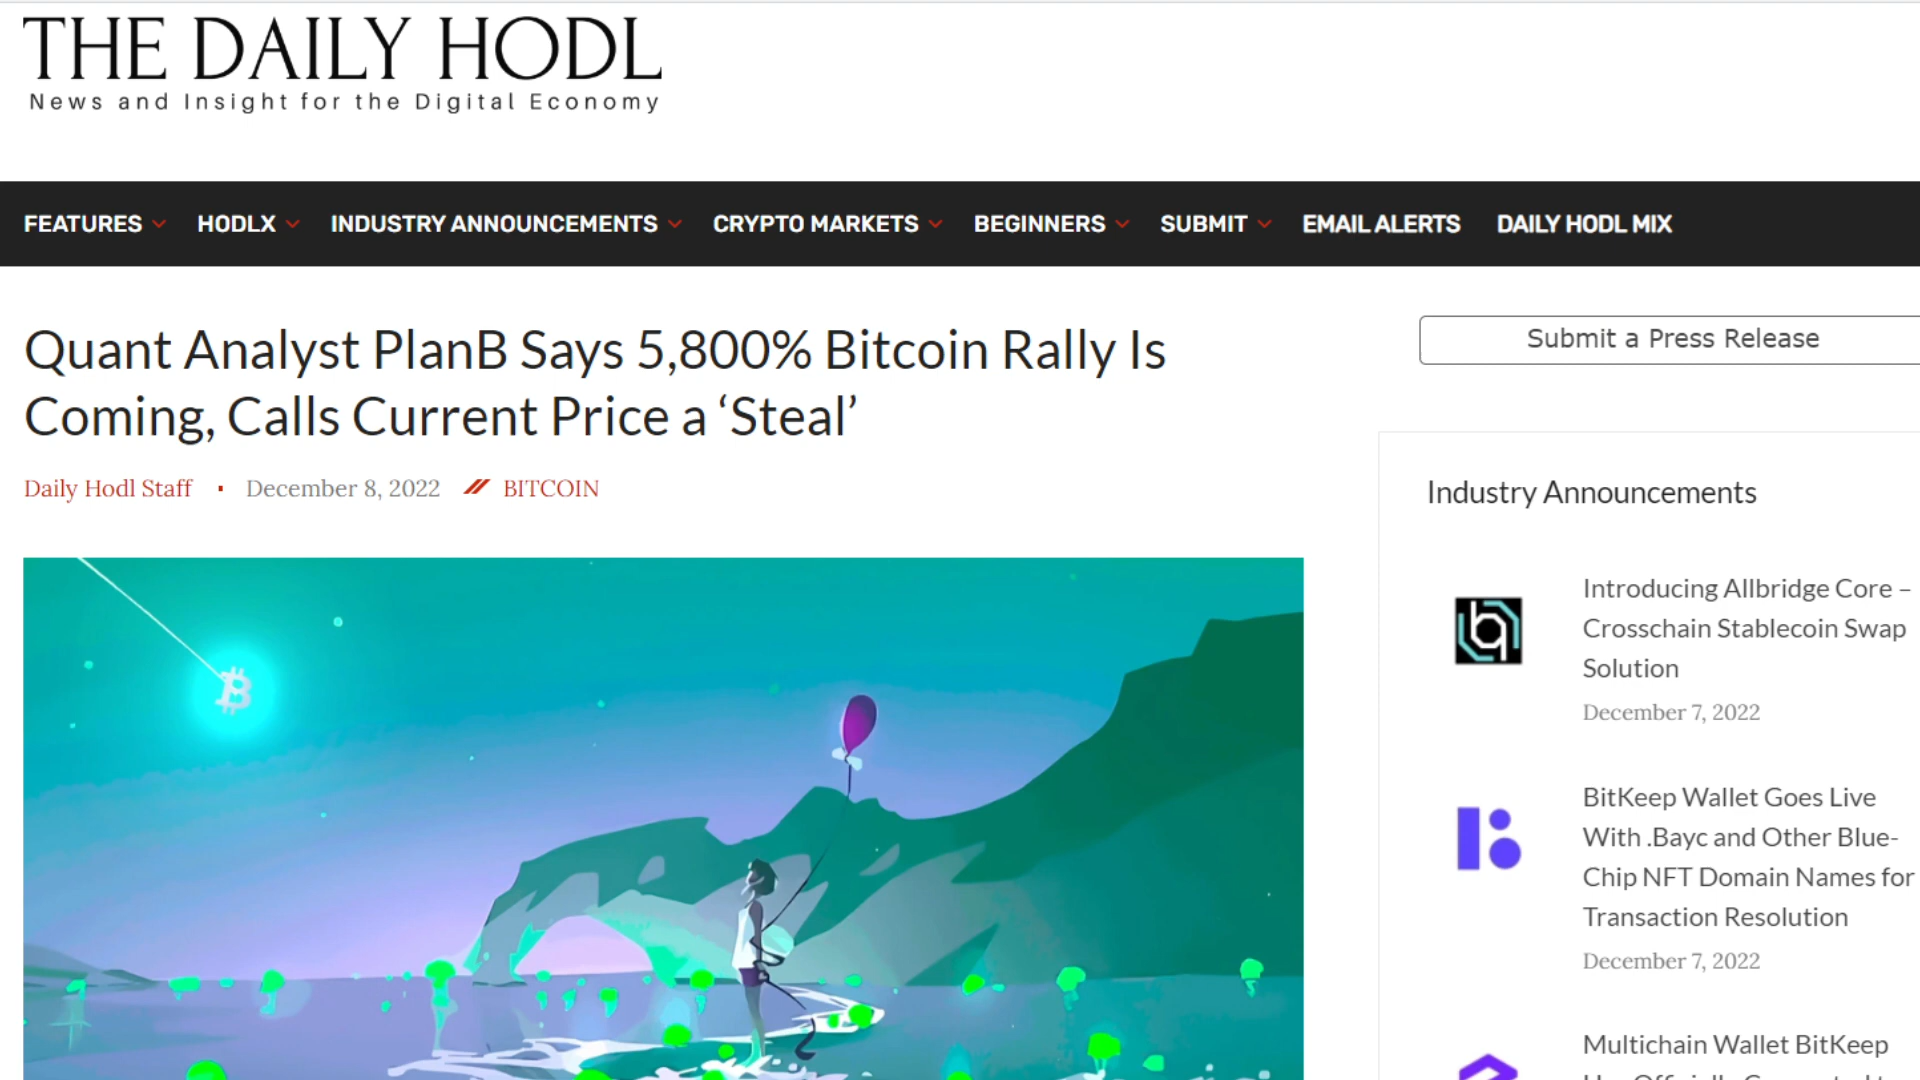 THE DAILY HODL
News and Insight for the Digital Economy
FEATURES HODLX INDUSTRY ANNOUNCEMENTS CRYPTO MARKETS BEGINNERS SUBMIT EMAIL ALERTS DAILY HODL MIX
Quant Analyst PlanB Says 5,800% Bitcoin Rally Is
Coming, Calls Current Price a ‘Steal’
Daily Hodl Staff · December 8, 2022 BITCOIN
Submit a Press Release
Industry Announcements
Introducing Allbridge Core –
Crosschain Stablecoin Swap
Solution
December 7, 2022
BitKeep Wallet Goes Live
With .Bayc and Other Blue-
Chip NFT Domain Names for
Transaction Resolution
December 7, 2022
Multichain Wallet BitKeep